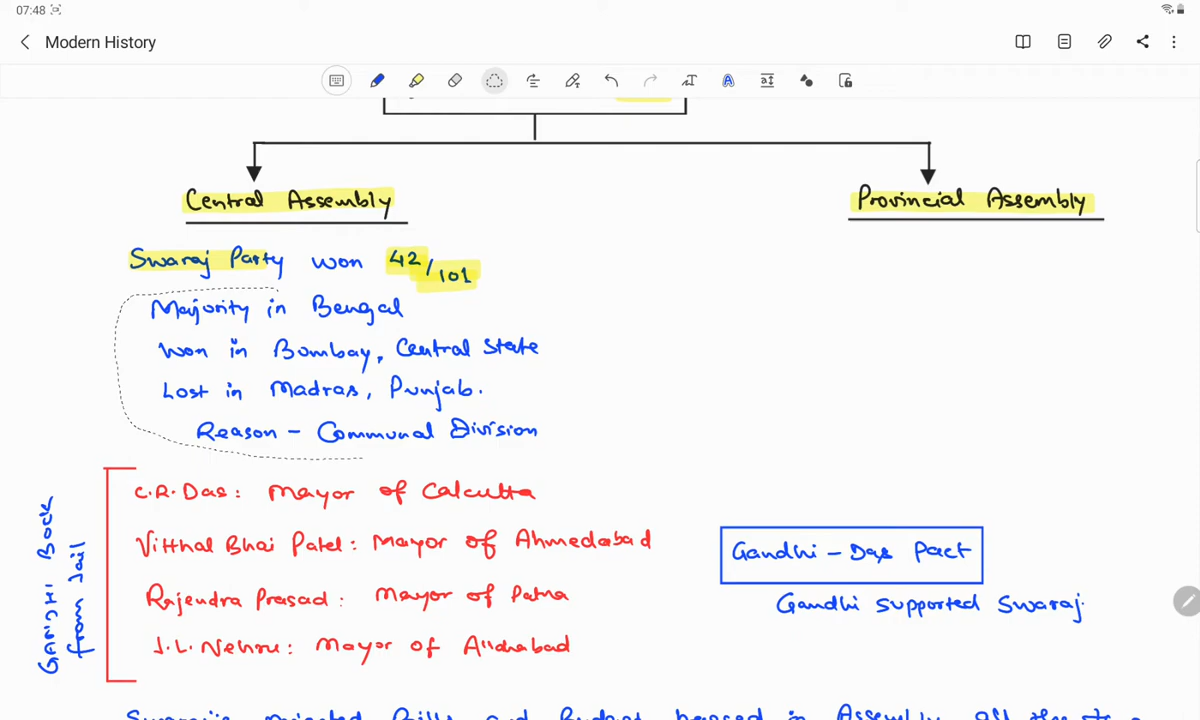 07:48
Modern History
Central Assembly
Provincial Assembly
Swaraj Party won 42/101
Majority in Bengal
Won in Bombay, Central State
Lost in Madras, Punjab.
Reason - Communal Division
GANDHI Back from Jail
C.R.Das: Mayor of Calcutta
Vitthal Bhai Patel: Mayor of Ahmedabad
Rajendra Prasad: Mayor of Patna
J.L.Nehru: Mayor of Allahabad
Gandhi - Das Pact
Gandhi supported Swaraj.